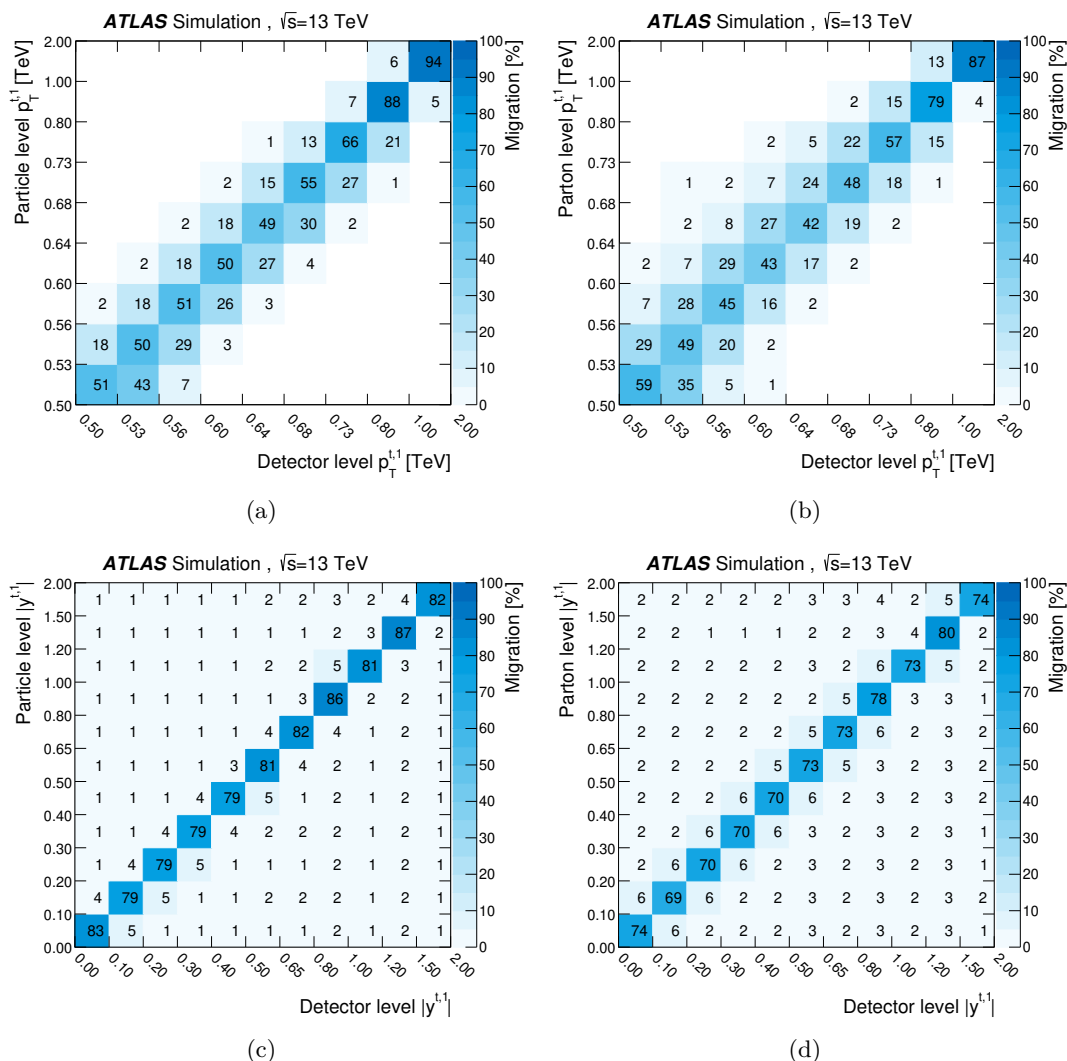 ATLAS Simulation , √s=13 TeV
Particle level p_T^{t,1} [TeV]
2.00
1.00
0.80
0.73
0.68
0.64
0.60
0.56
0.53
0.50
6 94
7 88 5
1 13 66 21
2 15 55 27 1
2 18 49 30 2
2 18 50 27 4
2 18 51 26 3
18 50 29 3
51 43 7
0.50 0.53 0.56 0.60 0.64 0.68 0.73 0.80 1.00 2.00
Detector level p_T^{t,1} [TeV]
100
90
80
70
60
50
40
30
20
10
0
Migration [%]
(a)
ATLAS Simulation , √s=13 TeV
Parton level p_T^{t,1} [TeV]
2.00
1.00
0.80
0.73
0.68
0.64
0.60
0.56
0.53
0.50
13 87
2 15 79 4
2 5 22 57 15
1 2 7 24 48 18 1
2 8 27 42 19 2
2 7 29 43 17 2
7 28 45 16 2
29 49 20 2
59 35 5 1
0.50 0.53 0.56 0.60 0.64 0.68 0.73 0.80 1.00 2.00
Detector level p_T^{t,1} [TeV]
100
90
80
70
60
50
40
30
20
10
0
Migration [%]
(b)
ATLAS Simulation , √s=13 TeV
Particle level |y^{t,1}|
2.00
1.50
1.20
1.00
0.80
0.65
0.50
0.40
0.30
0.20
0.10
0.00
1 1 1 1 1 2 2 3 2 4 82
1 1 1 1 1 1 1 2 3 87 2
1 1 1 1 1 2 2 5 81 3 1
1 1 1 1 1 1 3 86 2 2 1
1 1 1 1 1 4 82 4 1 2 1
1 1 1 1 3 81 4 2 1 2 1
1 1 1 4 79 5 1 2 1 2 1
1 1 4 79 4 2 2 2 1 2 1
1 4 79 5 1 1 1 2 1 2 1
4 79 5 1 1 2 2 2 1 2 1
83 5 1 1 1 1 1 2 1 2 1
0.00 0.10 0.20 0.30 0.40 0.50 0.65 0.80 1.00 1.20 1.50 2.00
Detector level |y^{t,1}|
100
90
80
70
60
50
40
30
20
10
0
Migration [%]
(c)
ATLAS Simulation , √s=13 TeV
Parton level |y^{t,1}|
2.00
1.50
1.20
1.00
0.80
0.65
0.50
0.40
0.30
0.20
0.10
0.00
2 2 2 2 2 3 3 4 2 5 74
2 2 1 1 1 2 2 3 4 80 2
2 2 2 2 2 3 2 6 73 5 2
2 2 2 2 2 2 5 78 3 3 1
2 2 2 2 2 5 73 6 2 3 2
2 2 2 2 5 73 5 3 2 3 2
2 2 2 6 70 6 2 3 2 3 2
2 2 6 70 6 3 2 3 2 3 1
2 6 70 6 2 3 2 3 2 3 1
6 69 6 2 2 3 2 3 2 3 2
74 6 2 2 2 3 2 3 2 3 1
0.00 0.10 0.20 0.30 0.40 0.50 0.65 0.80 1.00 1.20 1.50 2.00
Detector level |y^{t,1}|
100
90
80
70
60
50
40
30
20
10
0
Migration [%]
(d)